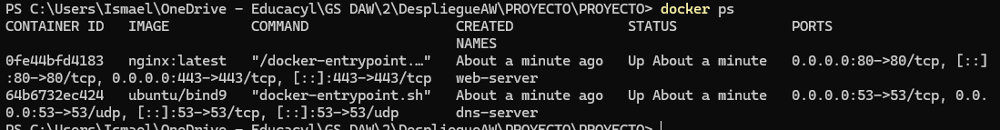 PS C:\Users\Ismael\OneDrive - Educacyl\GS DAW\2\DespliegueAW\PROYECTO\PROYECTO> docker ps
CONTAINER ID   IMAGE          COMMAND                  CREATED              STATUS              PORTS
NAMES
0fe44bfd4183   nginx:latest   "/docker-entrypoint.…"   About a minute ago   Up About a minute   0.0.0.0:80->80/tcp, [::]
:80->80/tcp, 0.0.0.0:443->443/tcp, [::]:443->443/tcp   web-server
64b6732ec424   ubuntu/bind9   "docker-entrypoint.sh"   About a minute ago   Up About a minute   0.0.0.0:53->53/tcp, 0.0.
0.0:53->53/udp, [::]:53->53/tcp, [::]:53->53/udp       dns-server
PS C:\Users\Ismael\OneDrive - Educacyl\GS DAW\2\DespliegueAW\PROYECTO\PROYECTO>